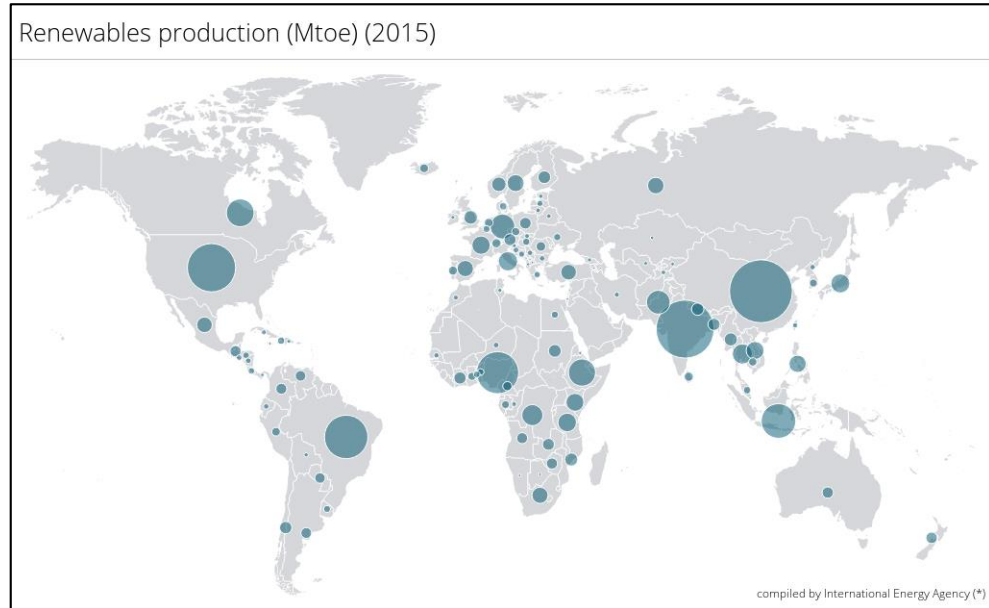 Renewables production (Mtoe) (2015)
compiled by International Energy Agency (*)